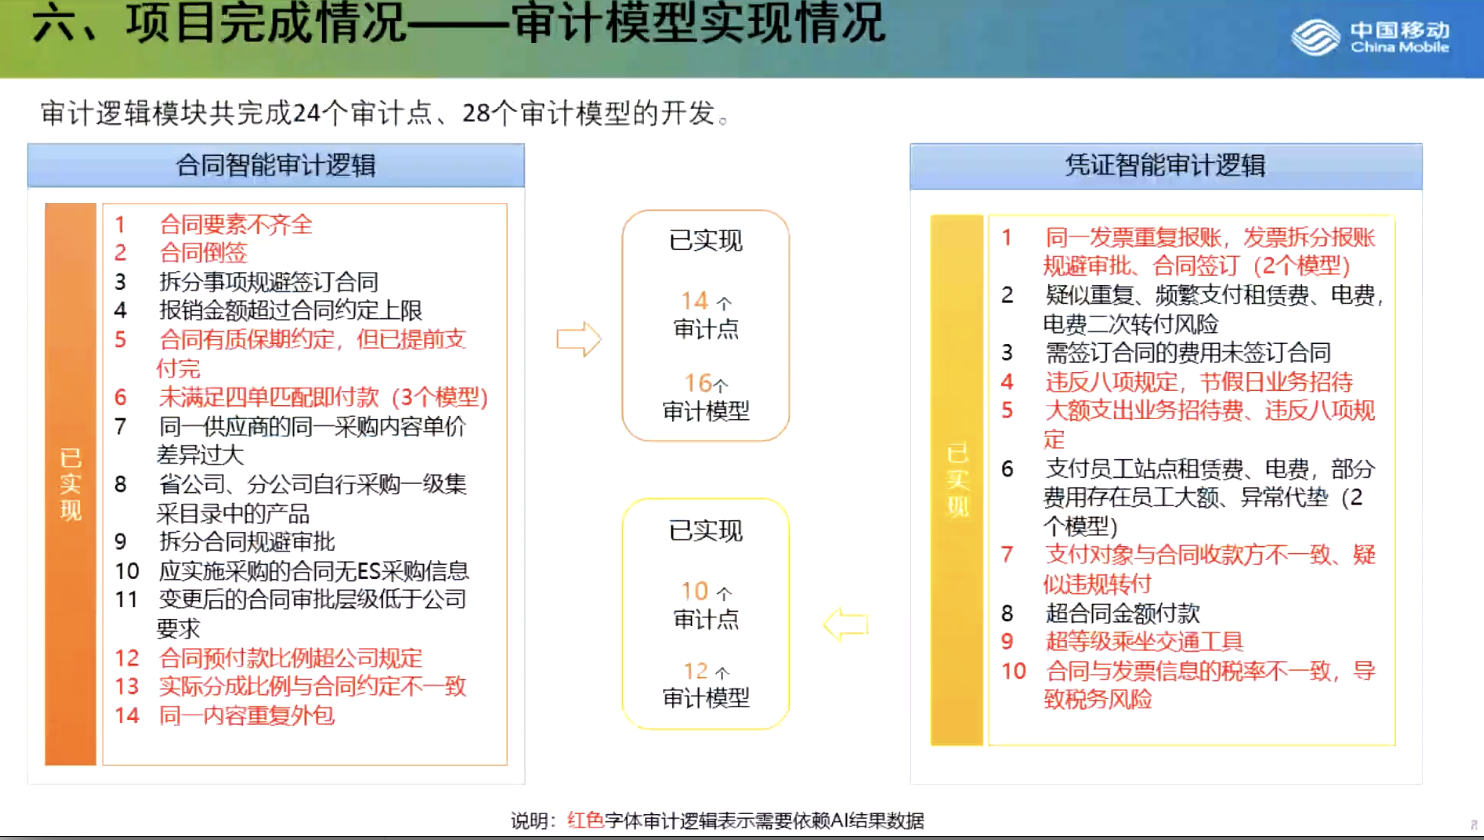 六、项目完成情况——审计模型实现情况
中国移动
China Mobile
审计逻辑模块共完成24个审计点、28个审计模型的开发。
合同智能审计逻辑
已实现
1 合同要素不齐全
2 合同倒签
3 拆分事项规避签订合同
4 报销金额超过合同约定上限
5 合同有质保期约定，但已提前支
付完
6 未满足四单匹配即付款（3个模型）
7 同一供应商的同一采购内容单价
差异过大
8 省公司、分公司自行采购一级集
采目录中的产品
9 拆分合同规避审批
10 应实施采购的合同无ES采购信息
11 变更后的合同审批层级低于公司
要求
12 合同预付款比例超公司规定
13 实际分成比例与合同约定不一致
14 同一内容重复外包
已实现
14 个
审计点
16个
审计模型
已实现
10 个
审计点
12 个
审计模型
凭证智能审计逻辑
已实现
1 同一发票重复报账，发票拆分报账
规避审批、合同签订（2个模型）
2 疑似重复、频繁支付租赁费、电费，
电费二次转付风险
3 需签订合同的费用未签订合同
4 违反八项规定，节假日业务招待
5 大额支出业务招待费、违反八项规
定
6 支付员工站点租赁费、电费，部分
费用存在员工大额、异常代垫（2
个模型）
7 支付对象与合同收款方不一致、疑
似违规转付
8 超合同金额付款
9 超等级乘坐交通工具
10 合同与发票信息的税率不一致，导
致税务风险
说明：红色字体审计逻辑表示需要依赖AI结果数据